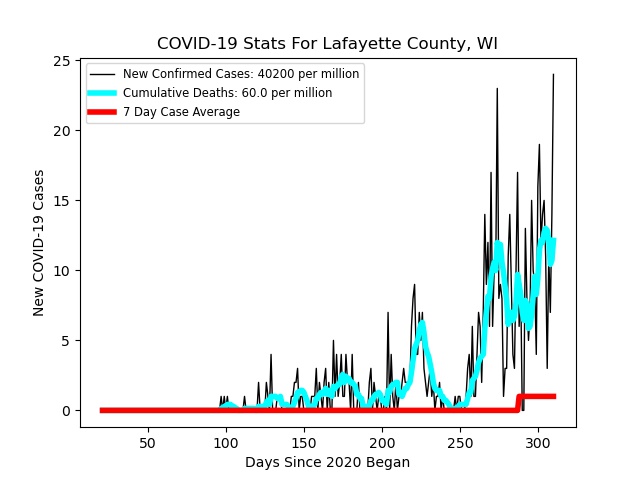 COVID-19 Stats For Lafayette County, WI
New Confirmed Cases: 40200 per million
Cumulative Deaths: 60.0 per million
7 Day Case Average
New COVID-19 Cases
25
20
15
10
5
0
50 100 150 200 250 300
Days Since 2020 Began